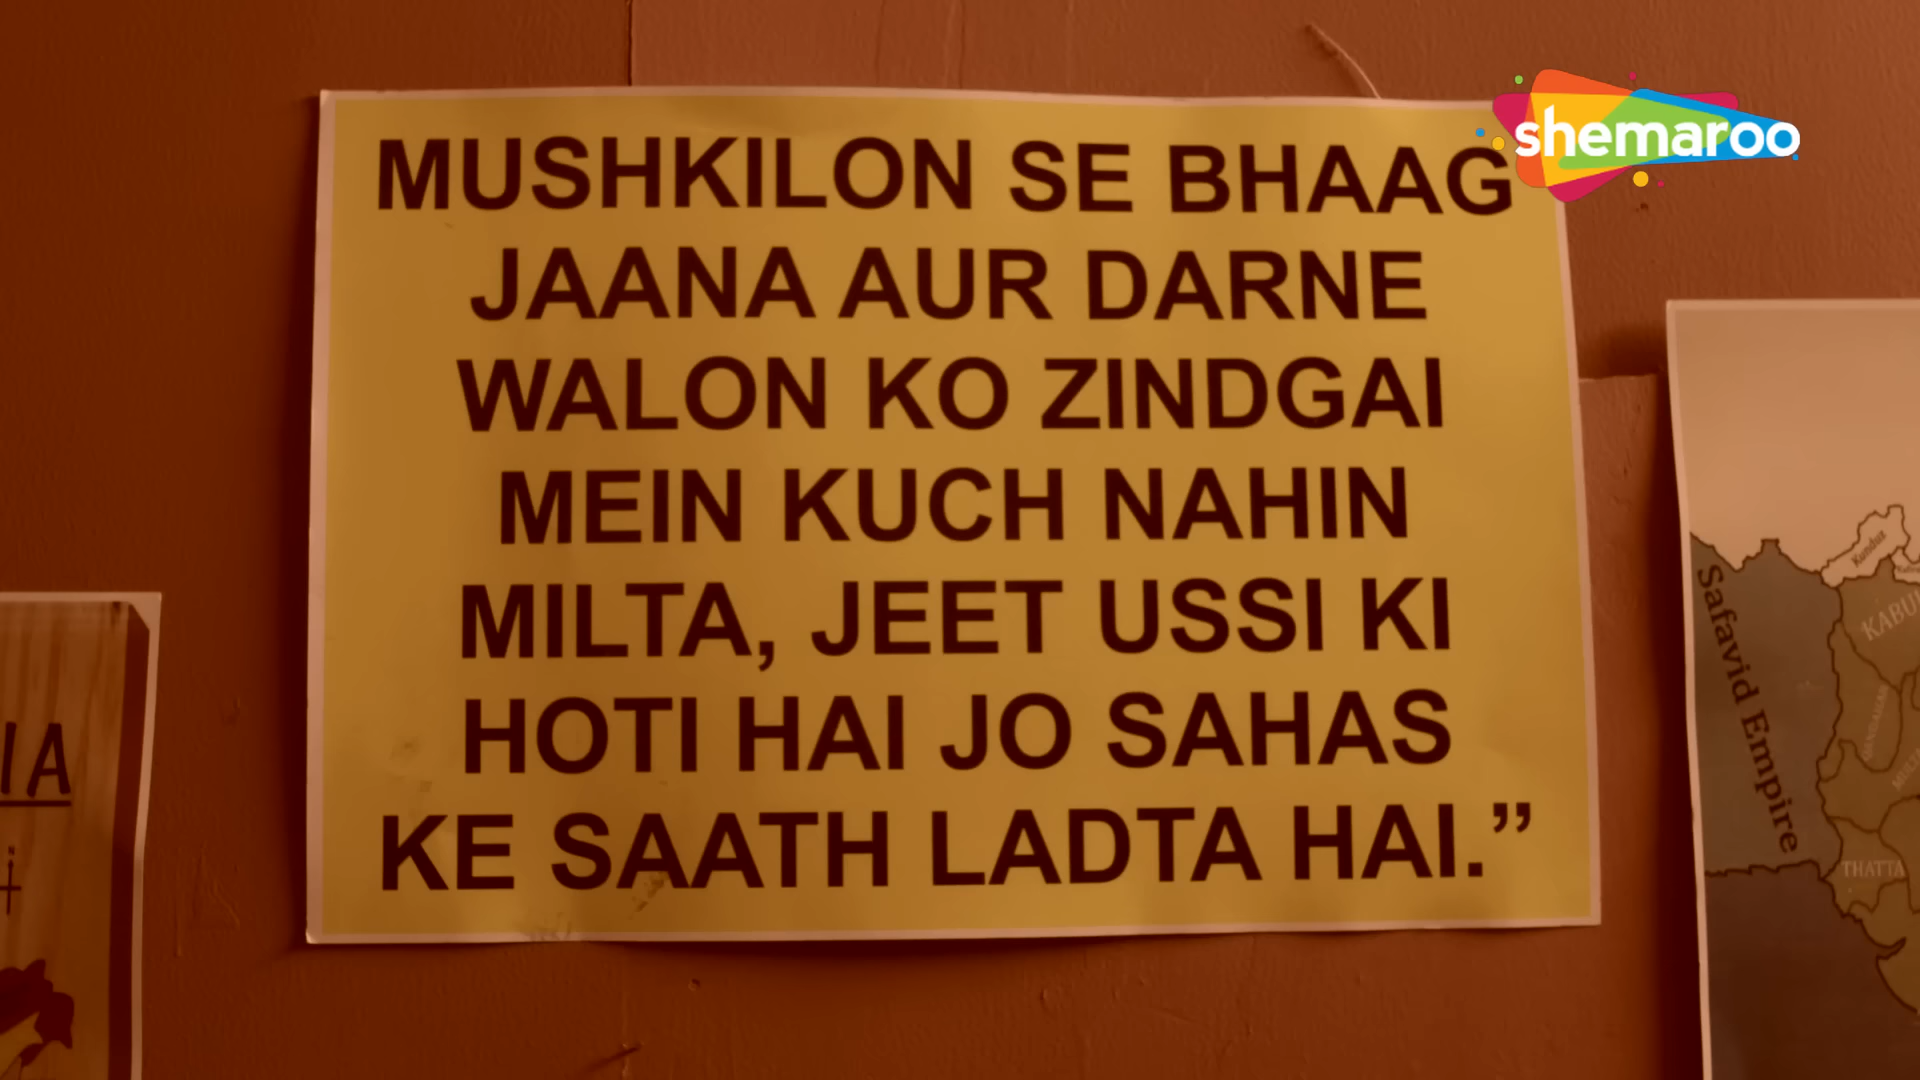 shemaroo
MUSHKILON SE BHAAG
JAANA AUR DARNE
WALON KO ZINDGAI
MEIN KUCH NAHIN
MILTA, JEET USSI KI
HOTI HAI JO SAHAS
KE SAATH LADTA HAI.”
IA
N
Safavid Empire
Kunduz
KABUL
THATTA